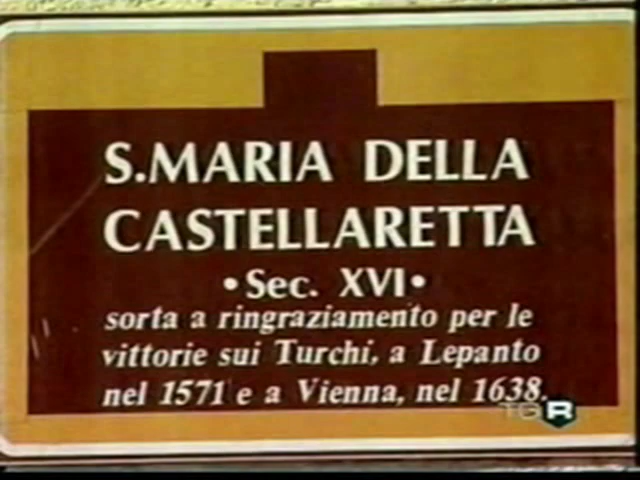 S.MARIA DELLA
CASTELLARETTA
•Sec. XVI•
sorta a ringraziamento per le
vittorie sui Turchi, a Lepanto
nel 1571 e a Vienna, nel 1638.
TGR